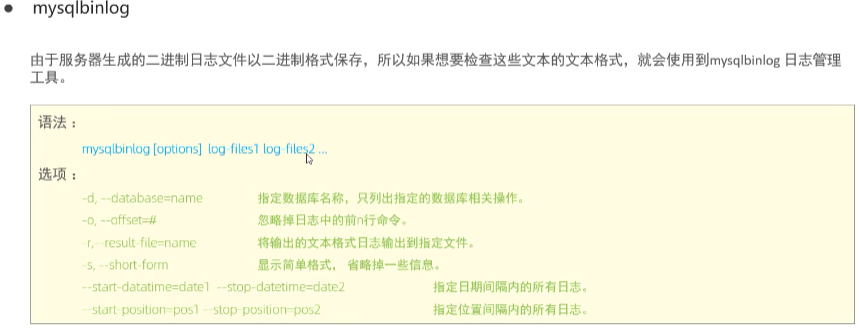 ● mysqlbinlog
由于服务器生成的二进制日志文件以二进制格式保存，所以如果想要检查这些文本的文本格式，就会使用到mysqlbinlog 日志管理
工具。
语法：
mysqlbinlog [options] log-files1 log-files2 ...
选项：
-d, --database=name 指定数据库名称，只列出指定的数据库相关操作。
-o, --offset=# 忽略掉日志中的前n行命令。
-r,--result-file=name 将输出的文本格式日志输出到指定文件。
-s, --short-form 显示简单格式， 省略掉一些信息。
--start-datatime=date1 --stop-datetime=date2 指定日期间隔内的所有日志。
--start-position=pos1 --stop-position=pos2 指定位置间隔内的所有日志。